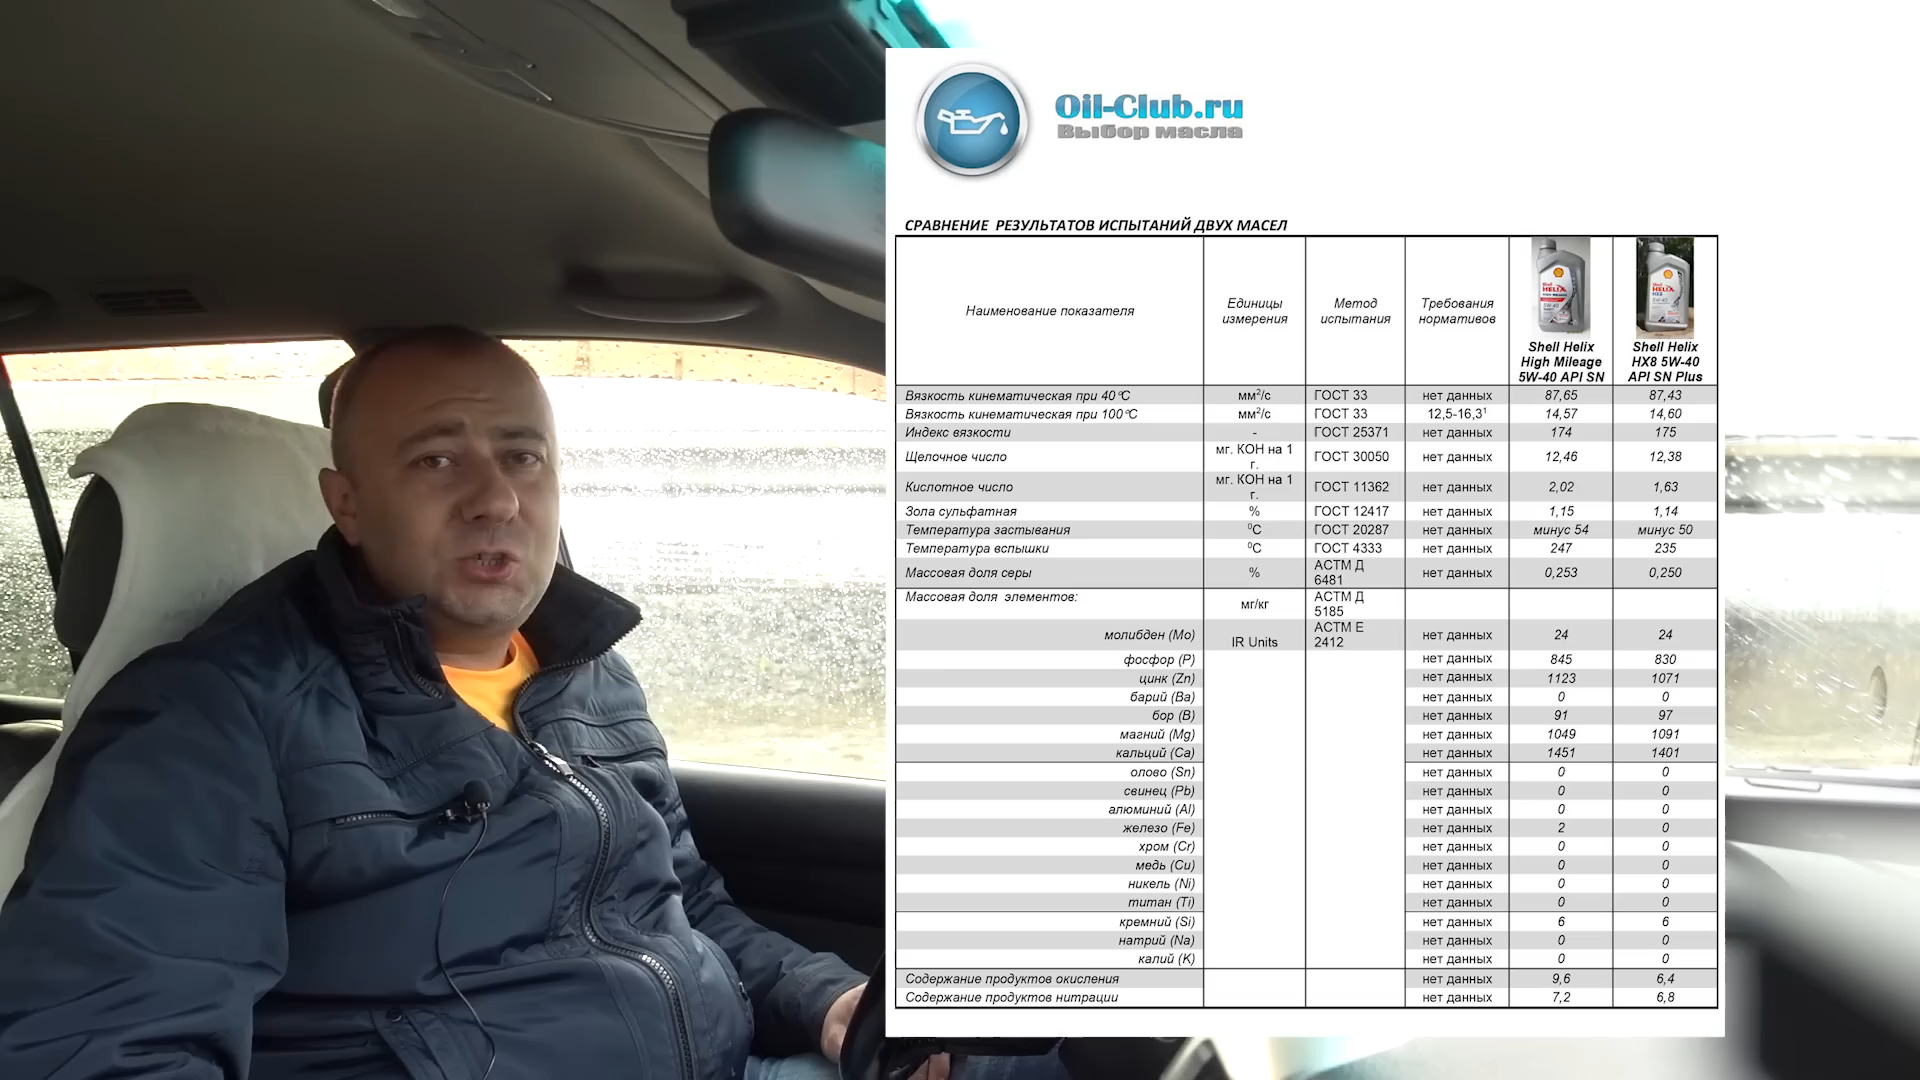 Oil-Club.ru
Выбор масла
СРАВНЕНИЕ РЕЗУЛЬТАТОВ ИСПЫТАНИЙ ДВУХ МАСЕЛ
Наименование показателя
Единицы
измерения
Метод
испытания
Требования
нормативов
Shell Helix
High Mileage
5W-40 API SN
Shell Helix
HX8 5W-40
API SN Plus
Вязкость кинематическая при 40°C мм²/с ГОСТ 33 нет данных 87,65 87,43
Вязкость кинематическая при 100°C мм²/с ГОСТ 33 12,5-16,3¹ 14,57 14,60
Индекс вязкости - ГОСТ 25371 нет данных 174 175
Щелочное число мг. КОН на 1 г. ГОСТ 30050 нет данных 12,46 12,38
Кислотное число мг. КОН на 1 г. ГОСТ 11362 нет данных 2,02 1,63
Зола сульфатная % ГОСТ 12417 нет данных 1,15 1,14
Температура застывания ⁰C ГОСТ 20287 нет данных минус 54 минус 50
Температура вспышки ⁰C ГОСТ 4333 нет данных 247 235
Массовая доля серы % АСТМ Д 6481 нет данных 0,253 0,250
Массовая доля элементов: мг/кг АСТМ Д 5185
молибден (Mo) IR Units АСТМ Е 2412 нет данных 24 24
фосфор (P) нет данных 845 830
цинк (Zn) нет данных 1123 1071
барий (Ba) нет данных 0 0
бор (B) нет данных 91 97
магний (Mg) нет данных 1049 1091
кальций (Ca) нет данных 1451 1401
олово (Sn) нет данных 0 0
свинец (Pb) нет данных 0 0
алюминий (Al) нет данных 0 0
железо (Fe) нет данных 2 0
хром (Cr) нет данных 0 0
медь (Cu) нет данных 0 0
никель (Ni) нет данных 0 0
титан (Ti) нет данных 0 0
кремний (Si) нет данных 6 6
натрий (Na) нет данных 0 0
калий (K) нет данных 0 0
Содержание продуктов окисления нет данных 9,6 6,4
Содержание продуктов нитрации нет данных 7,2 6,8